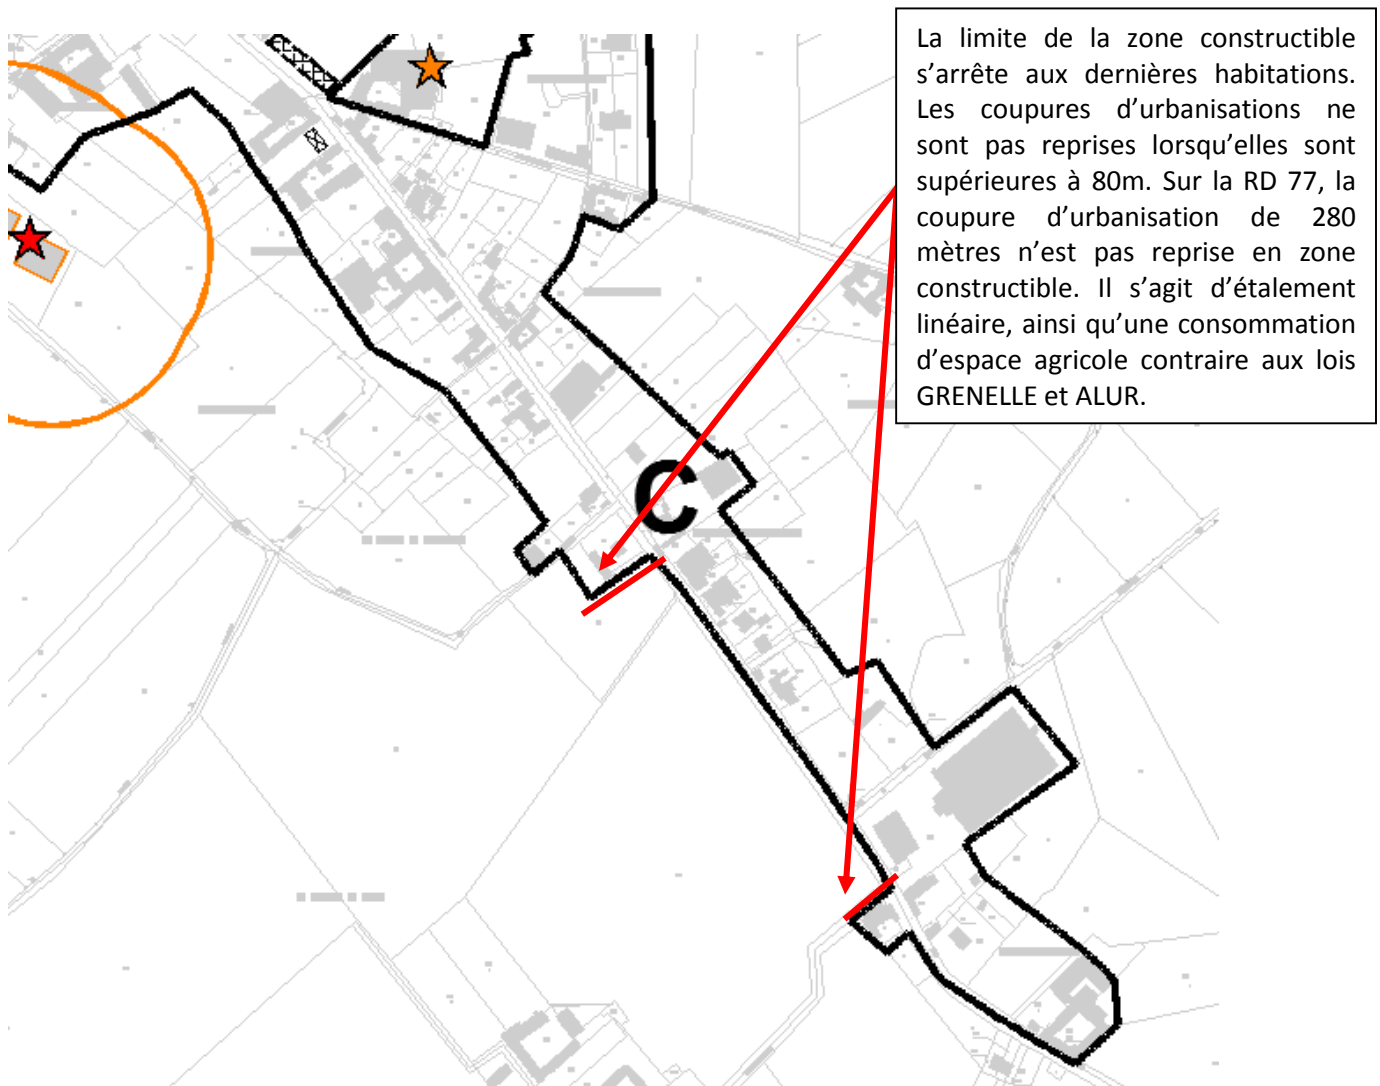 La limite de la zone constructible
s’arrête aux dernières habitations.
Les coupures d’urbanisations ne
sont pas reprises lorsqu’elles sont
supérieures à 80m. Sur la RD 77, la
coupure d’urbanisation de 280
mètres n’est pas reprise en zone
constructible. Il s’agit d’étalement
linéaire, ainsi qu’une consommation
d’espace agricole contraire aux lois
GRENELLE et ALUR.
C